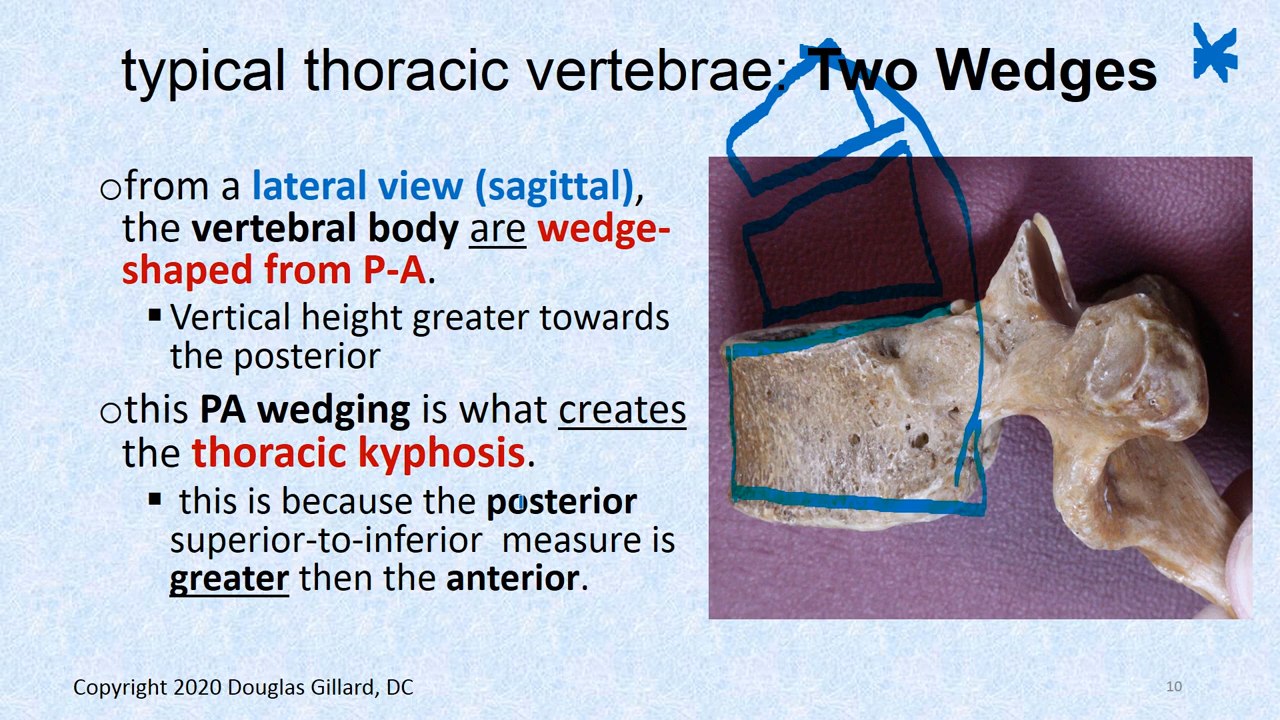 typical thoracic vertebrae: Two Wedges
○from a lateral view (sagittal),
the vertebral body are wedge-
shaped from P-A.
▪Vertical height greater towards
the posterior
○this PA wedging is what creates
the thoracic kyphosis.
▪ this is because the posterior
superior-to-inferior measure is
greater then the anterior.
Copyright 2020 Douglas Gillard, DC
10